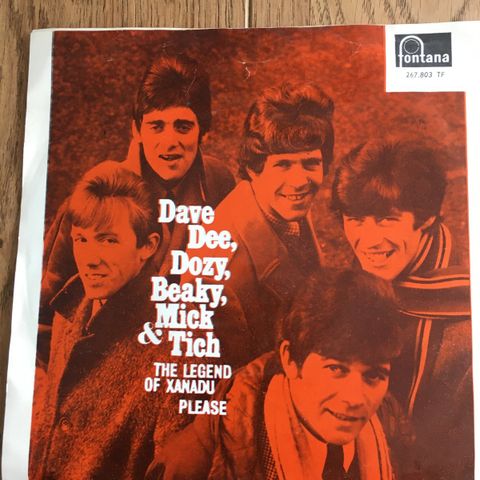 fontana
267.803 TF
Dave
Dee,
Dozy,
Beaky,
Mick
& Tich
THE LEGEND
OF XANADU
PLEASE